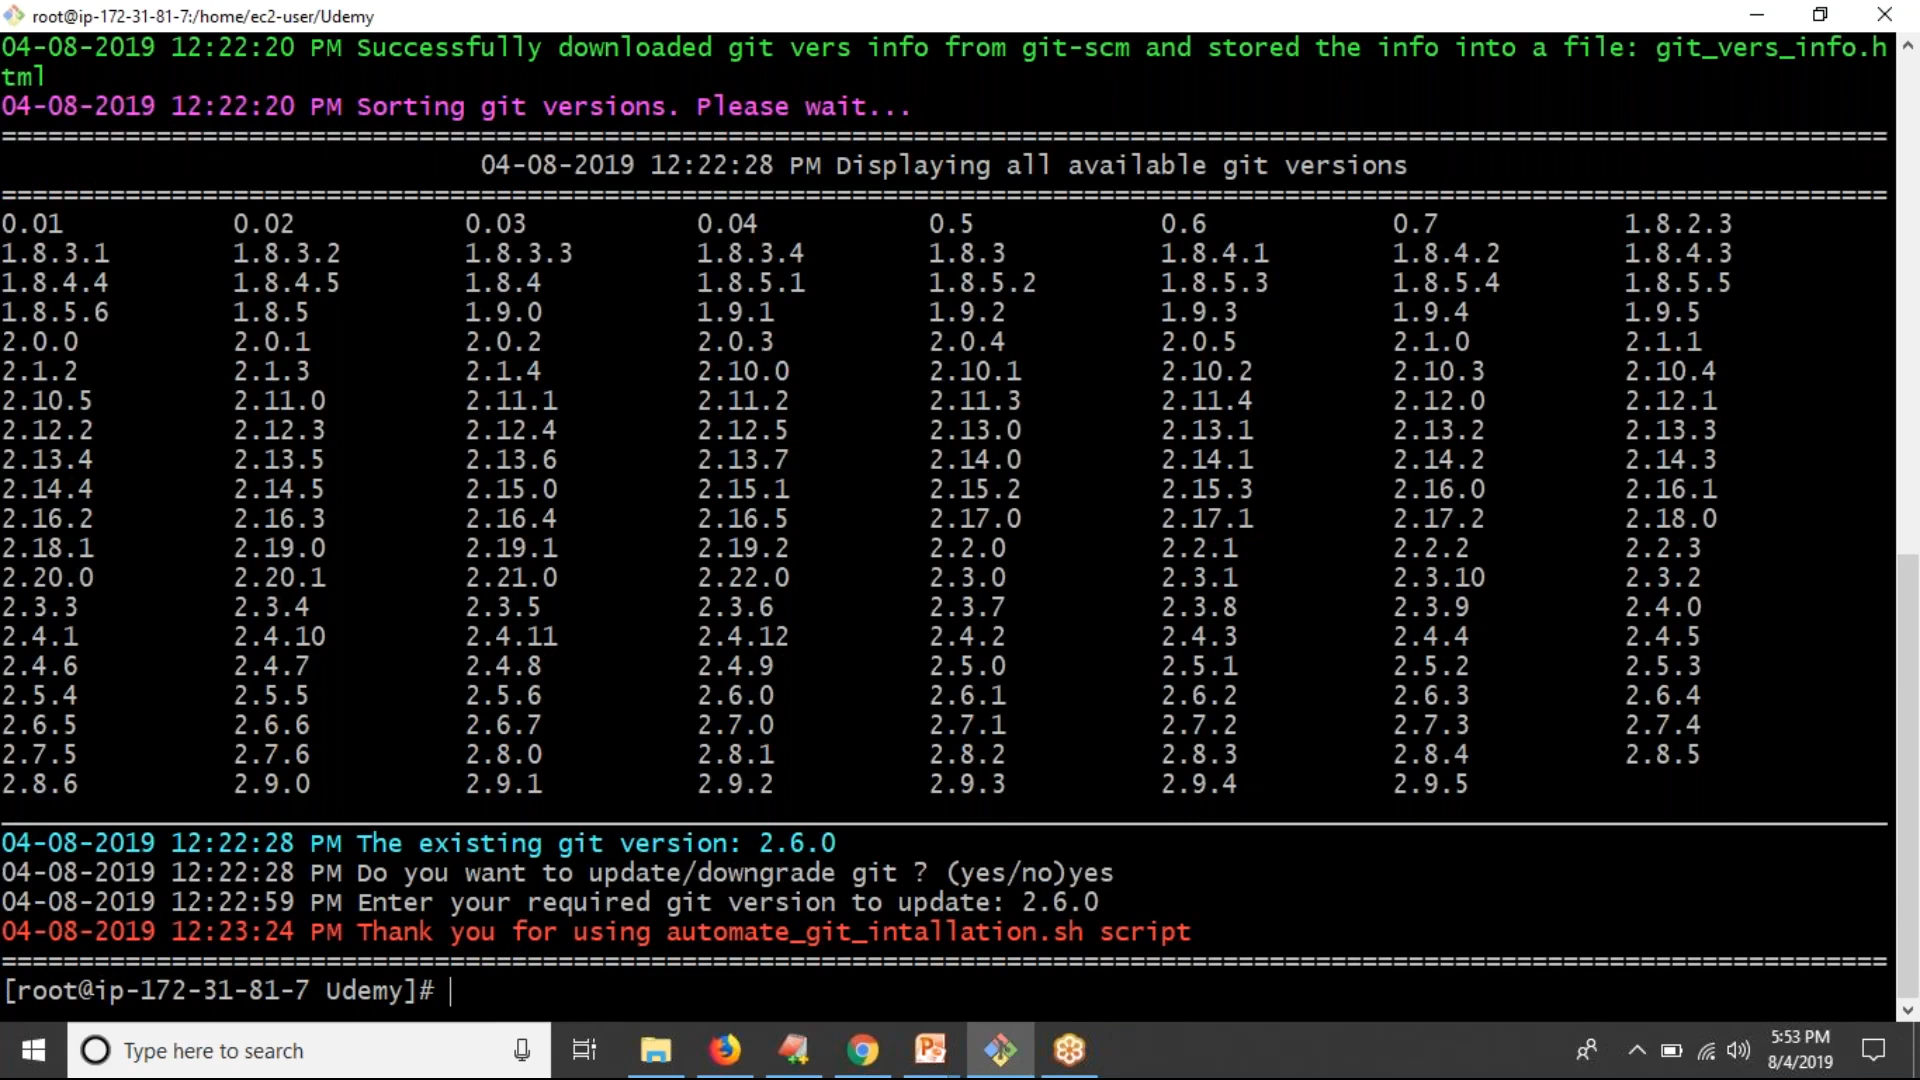 root@ip-172-31-81-7:/home/ec2-user/Udemy
04-08-2019 12:22:20 PM Successfully downloaded git vers info from git-scm and stored the info into a file: git_vers_info.h
tml
04-08-2019 12:22:20 PM Sorting git versions. Please wait...
04-08-2019 12:22:28 PM Displaying all available git versions
0.01 0.02 0.03 0.04 0.5 0.6 0.7 1.8.2.3
1.8.3.1 1.8.3.2 1.8.3.3 1.8.3.4 1.8.3 1.8.4.1 1.8.4.2 1.8.4.3
1.8.4.4 1.8.4.5 1.8.4 1.8.5.1 1.8.5.2 1.8.5.3 1.8.5.4 1.8.5.5
1.8.5.6 1.8.5 1.9.0 1.9.1 1.9.2 1.9.3 1.9.4 1.9.5
2.0.0 2.0.1 2.0.2 2.0.3 2.0.4 2.0.5 2.1.0 2.1.1
2.1.2 2.1.3 2.1.4 2.10.0 2.10.1 2.10.2 2.10.3 2.10.4
2.10.5 2.11.0 2.11.1 2.11.2 2.11.3 2.11.4 2.12.0 2.12.1
2.12.2 2.12.3 2.12.4 2.12.5 2.13.0 2.13.1 2.13.2 2.13.3
2.13.4 2.13.5 2.13.6 2.13.7 2.14.0 2.14.1 2.14.2 2.14.3
2.14.4 2.14.5 2.15.0 2.15.1 2.15.2 2.15.3 2.16.0 2.16.1
2.16.2 2.16.3 2.16.4 2.16.5 2.17.0 2.17.1 2.17.2 2.18.0
2.18.1 2.19.0 2.19.1 2.19.2 2.2.0 2.2.1 2.2.2 2.2.3
2.20.0 2.20.1 2.21.0 2.22.0 2.3.0 2.3.1 2.3.10 2.3.2
2.3.3 2.3.4 2.3.5 2.3.6 2.3.7 2.3.8 2.3.9 2.4.0
2.4.1 2.4.10 2.4.11 2.4.12 2.4.2 2.4.3 2.4.4 2.4.5
2.4.6 2.4.7 2.4.8 2.4.9 2.5.0 2.5.1 2.5.2 2.5.3
2.5.4 2.5.5 2.5.6 2.6.0 2.6.1 2.6.2 2.6.3 2.6.4
2.6.5 2.6.6 2.6.7 2.7.0 2.7.1 2.7.2 2.7.3 2.7.4
2.7.5 2.7.6 2.8.0 2.8.1 2.8.2 2.8.3 2.8.4 2.8.5
2.8.6 2.9.0 2.9.1 2.9.2 2.9.3 2.9.4 2.9.5
04-08-2019 12:22:28 PM The existing git version: 2.6.0
04-08-2019 12:22:28 PM Do you want to update/downgrade git ? (yes/no)yes
04-08-2019 12:22:59 PM Enter your required git version to update: 2.6.0
04-08-2019 12:23:24 PM Thank you for using automate_git_intallation.sh script
[root@ip-172-31-81-7 Udemy]#
Type here to search
5:53 PM
8/4/2019